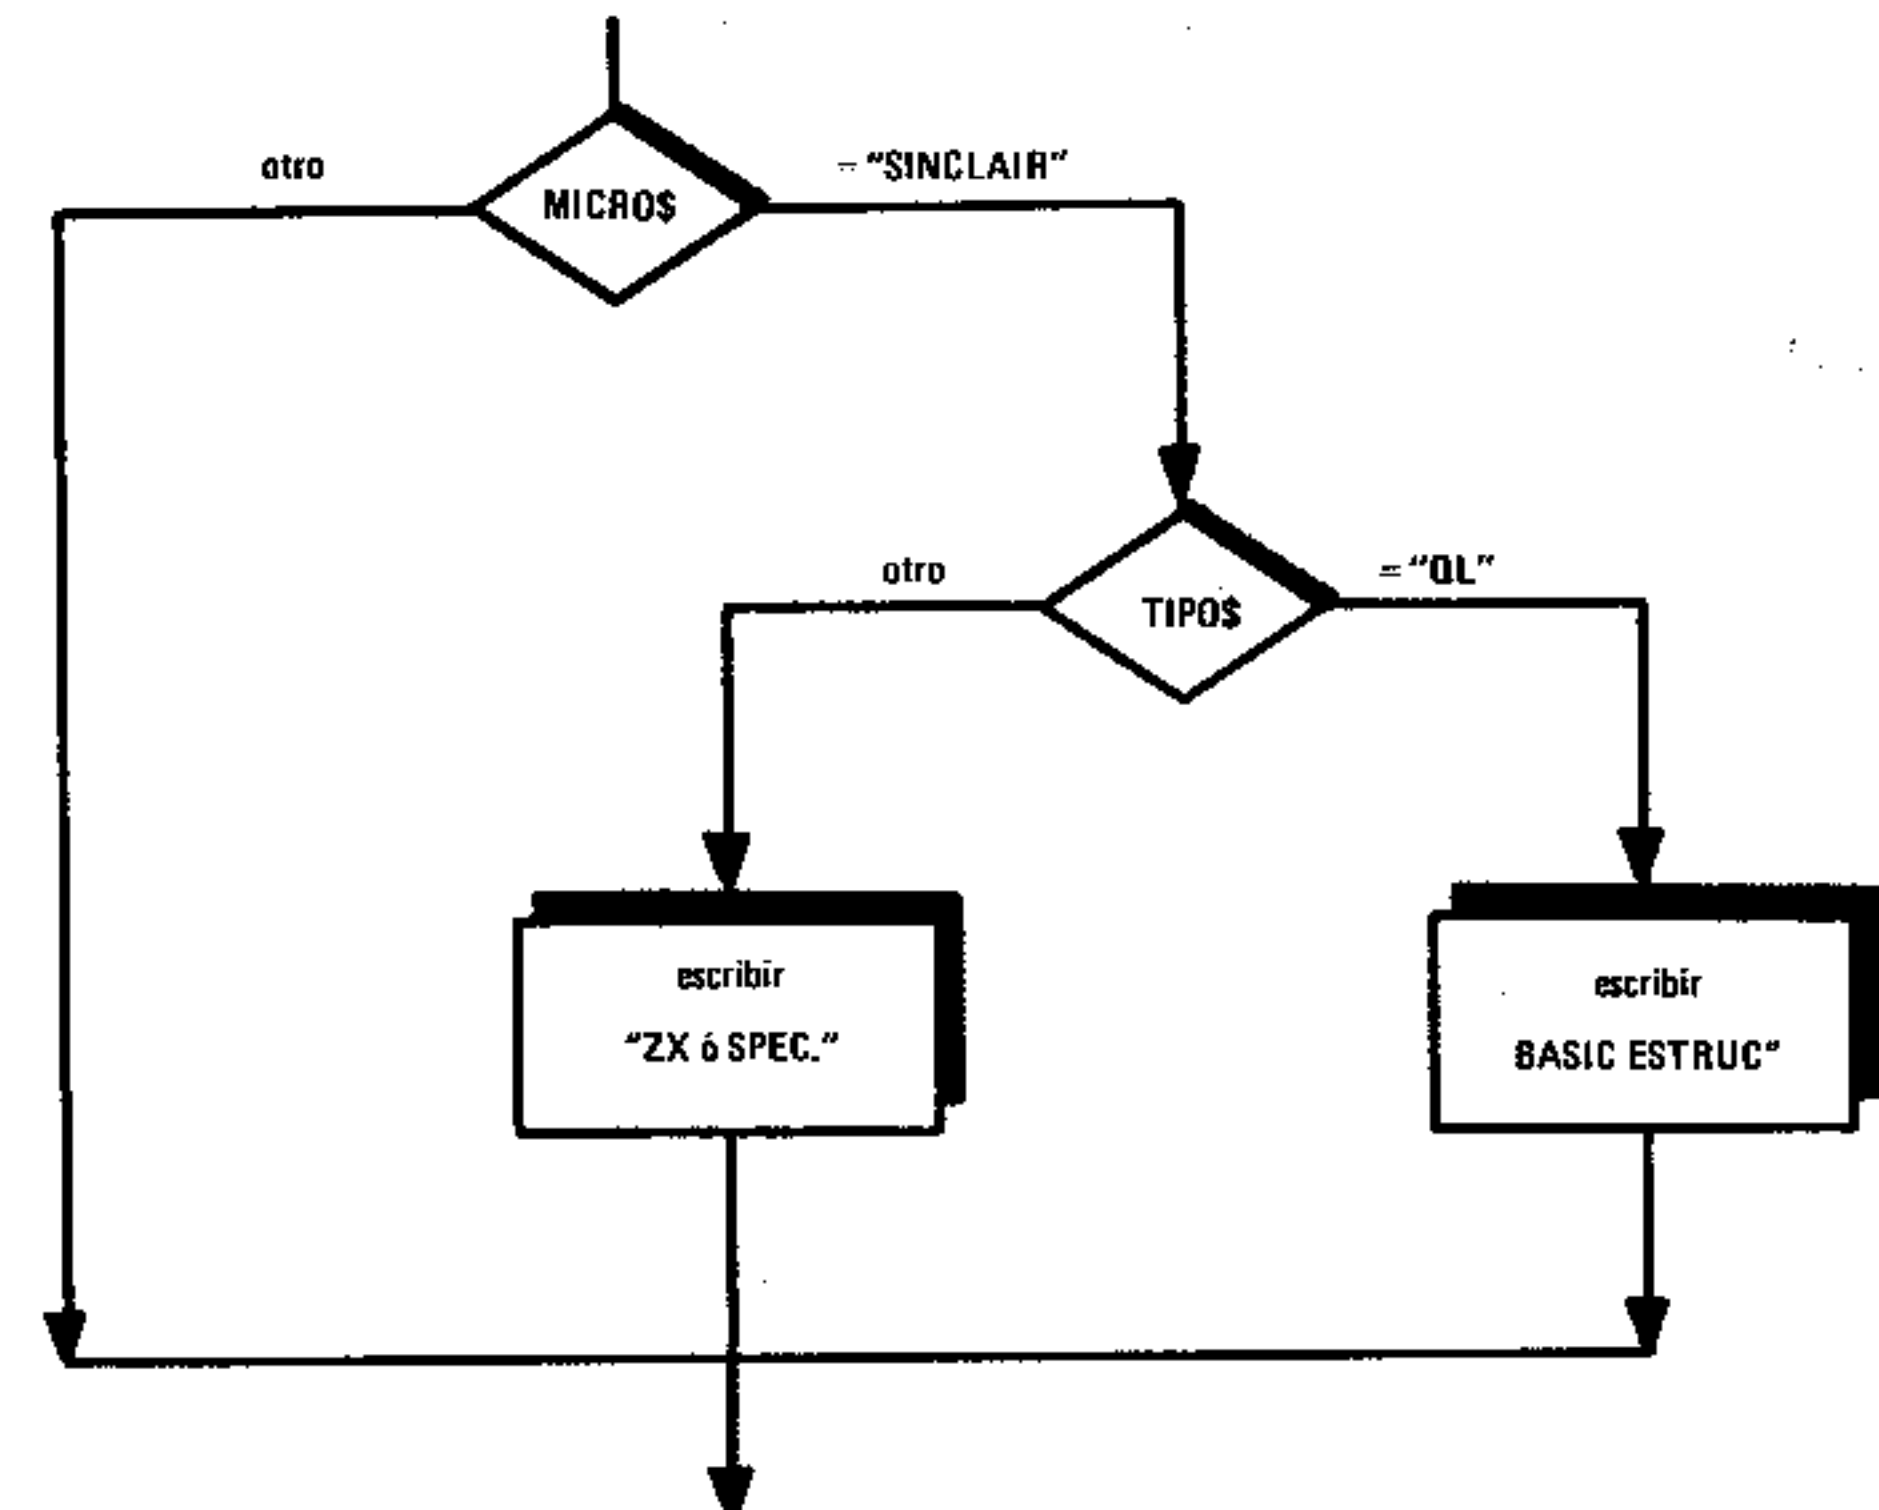 otro
="SINCLAIR"
MICRO$
otro
="QL"
TIPO$
escribir
"ZX ó SPEC."
escribir
BASIC ESTRUC"